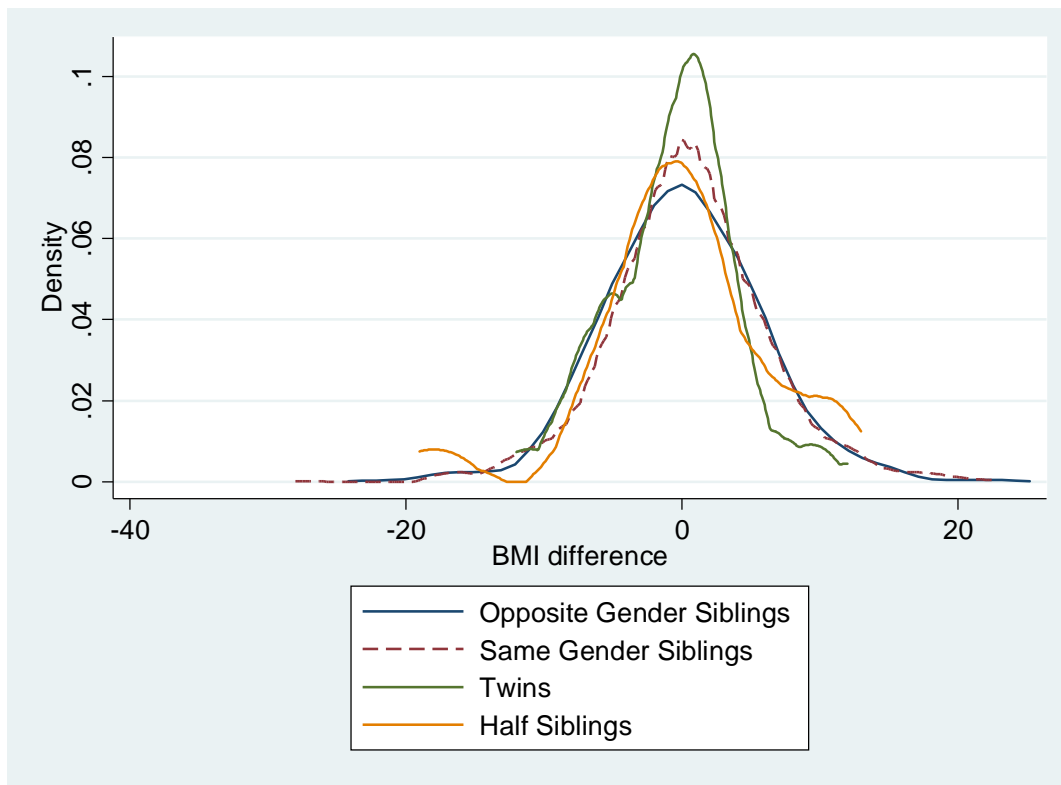 Density
0
.02
.04
.06
.08
.1
-40
-20
0
20
BMI difference
Opposite Gender Siblings
Same Gender Siblings
Twins
Half Siblings